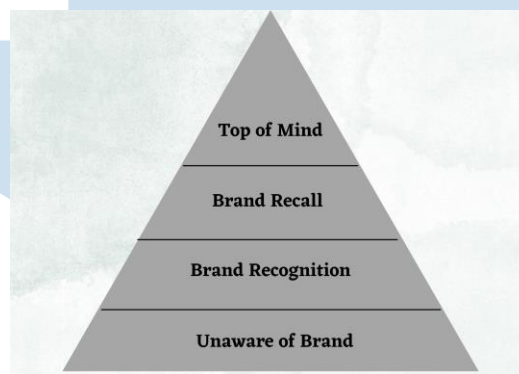 Top of Mind
Brand Recall
Brand Recognition
Unaware of Brand